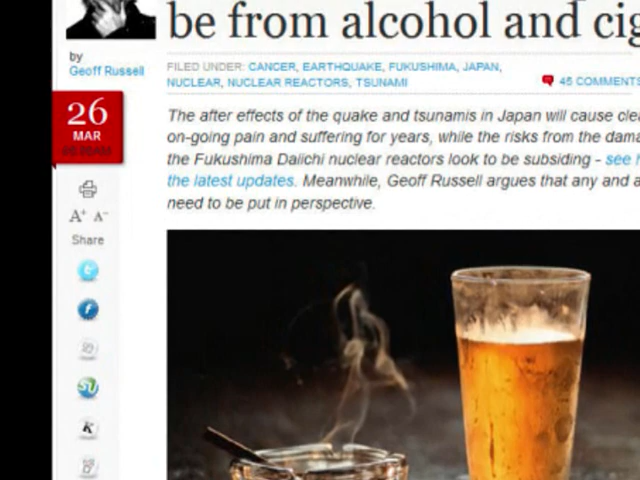 be from alcohol and cig
by
Geoff Russell
FILED UNDER: CANCER, EARTHQUAKE, FUKUSHIMA, JAPAN,
NUCLEAR, NUCLEAR REACTORS, TSUNAMI
45 COMMENTS
26
MAR
The after effects of the quake and tsunamis in Japan will cause clea
on-going pain and suffering for years, while the risks from the dama
the Fukushima Daiichi nuclear reactors look to be subsiding - see h
the latest updates. Meanwhile, Geoff Russell argues that any and a
need to be put in perspective.
A+ A-
Share